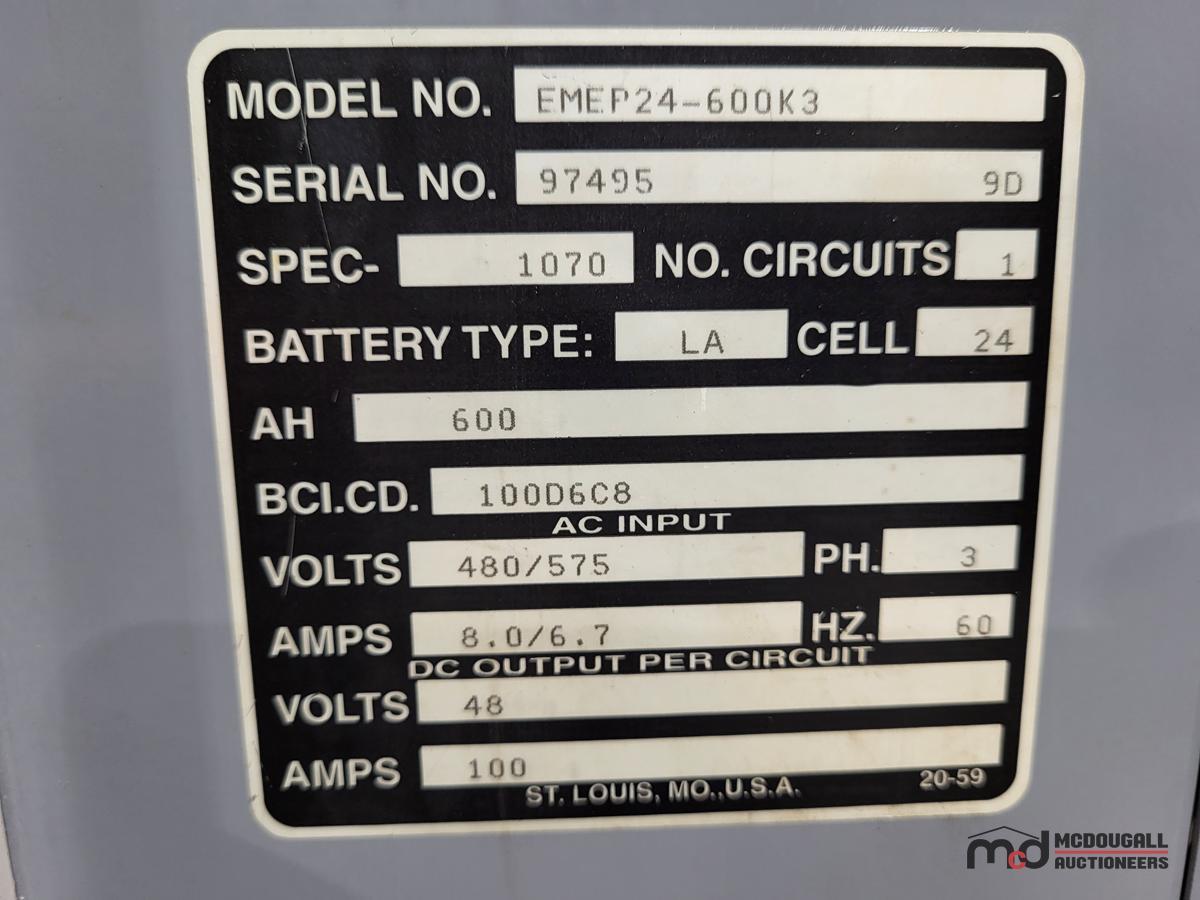 MODEL NO. EMEP24-600K3
SERIAL NO. 97495 9D
SPEC- 1070 NO. CIRCUITS 1
BATTERY TYPE: LA CELL 24
AH 600
BCI.CD. 100D6C8
AC INPUT
VOLTS 480/575 PH. 3
AMPS 8.0/6.7 HZ. 60
DC OUTPUT PER CIRCUIT
VOLTS 48
AMPS 100
ST. LOUIS, MO.,U.S.A. 20-59
mcd MCDOUGALL
AUCTIONEERS